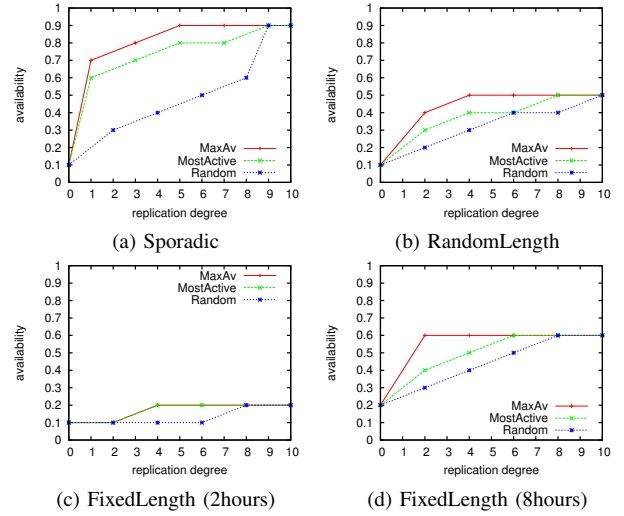 1
0.9
0.8
0.7
0.6
0.5
0.4
0.3
0.2
0.1
0
availability
MaxAv
MostActive
Random
0 1 2 3 4 5 6 7 8 9 10
replication degree
(a) Sporadic
1
0.9
0.8
0.7
0.6
0.5
0.4
0.3
0.2
0.1
0
availability
MaxAv
MostActive
Random
0 1 2 3 4 5 6 7 8 9 10
replication degree
(b) RandomLength
1
0.9
0.8
0.7
0.6
0.5
0.4
0.3
0.2
0.1
0
availability
MaxAv
MostActive
Random
0 1 2 3 4 5 6 7 8 9 10
replication degree
(c) FixedLength (2hours)
1
0.9
0.8
0.7
0.6
0.5
0.4
0.3
0.2
0.1
0
availability
MaxAv
MostActive
Random
0 1 2 3 4 5 6 7 8 9 10
replication degree
(d) FixedLength (8hours)